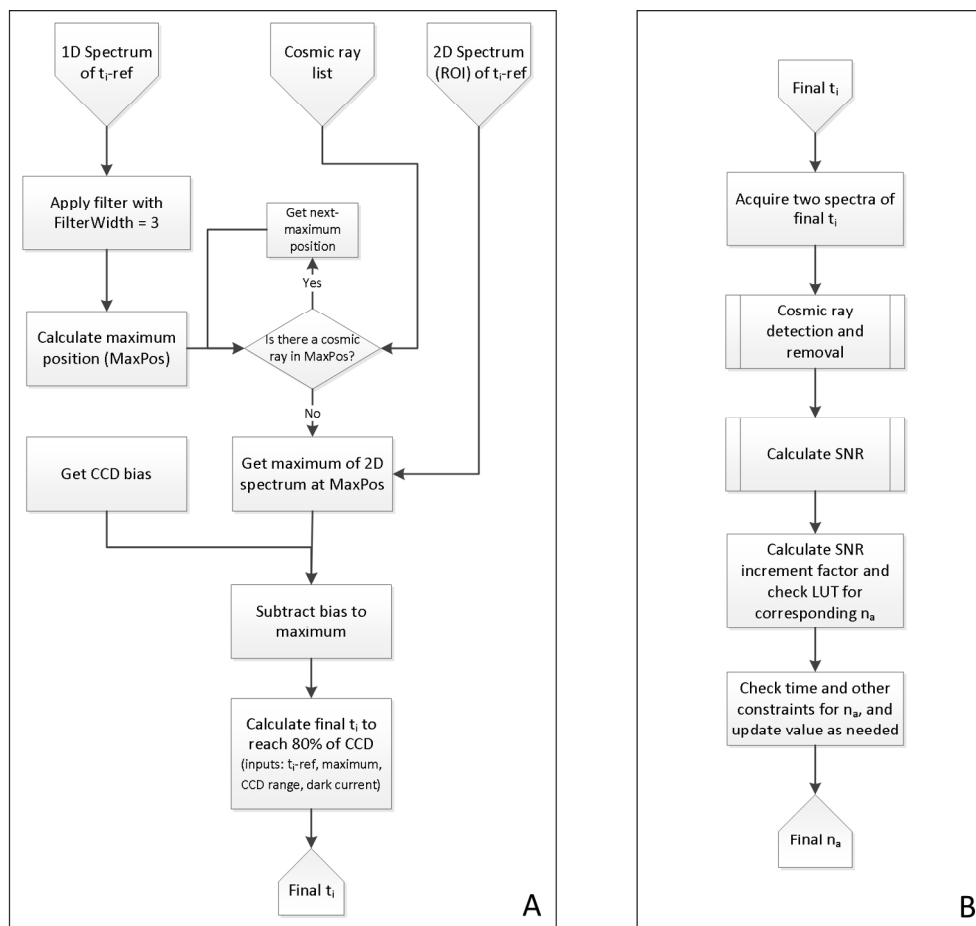 1D Spectrum
of tᵢ-ref
Cosmic ray
list
2D Spectrum
(ROI) of tᵢ-ref
Apply filter with
FilterWidth = 3
Get next-
maximum
position
Yes
Calculate maximum
position (MaxPos)
Is there a cosmic
ray in MaxPos?
No
Get CCD bias
Get maximum of 2D
spectrum at MaxPos
Subtract bias to
maximum
Calculate final tᵢ to
reach 80% of CCD
(inputs: tᵢ-ref, maximum,
CCD range, dark current)
Final tᵢ
A
Final tᵢ
Acquire two spectra of
final tᵢ
Cosmic ray
detection and
removal
Calculate SNR
Calculate SNR
increment factor and
check LUT for
corresponding nₐ
Check time and other
constraints for nₐ, and
update value as needed
Final nₐ
B